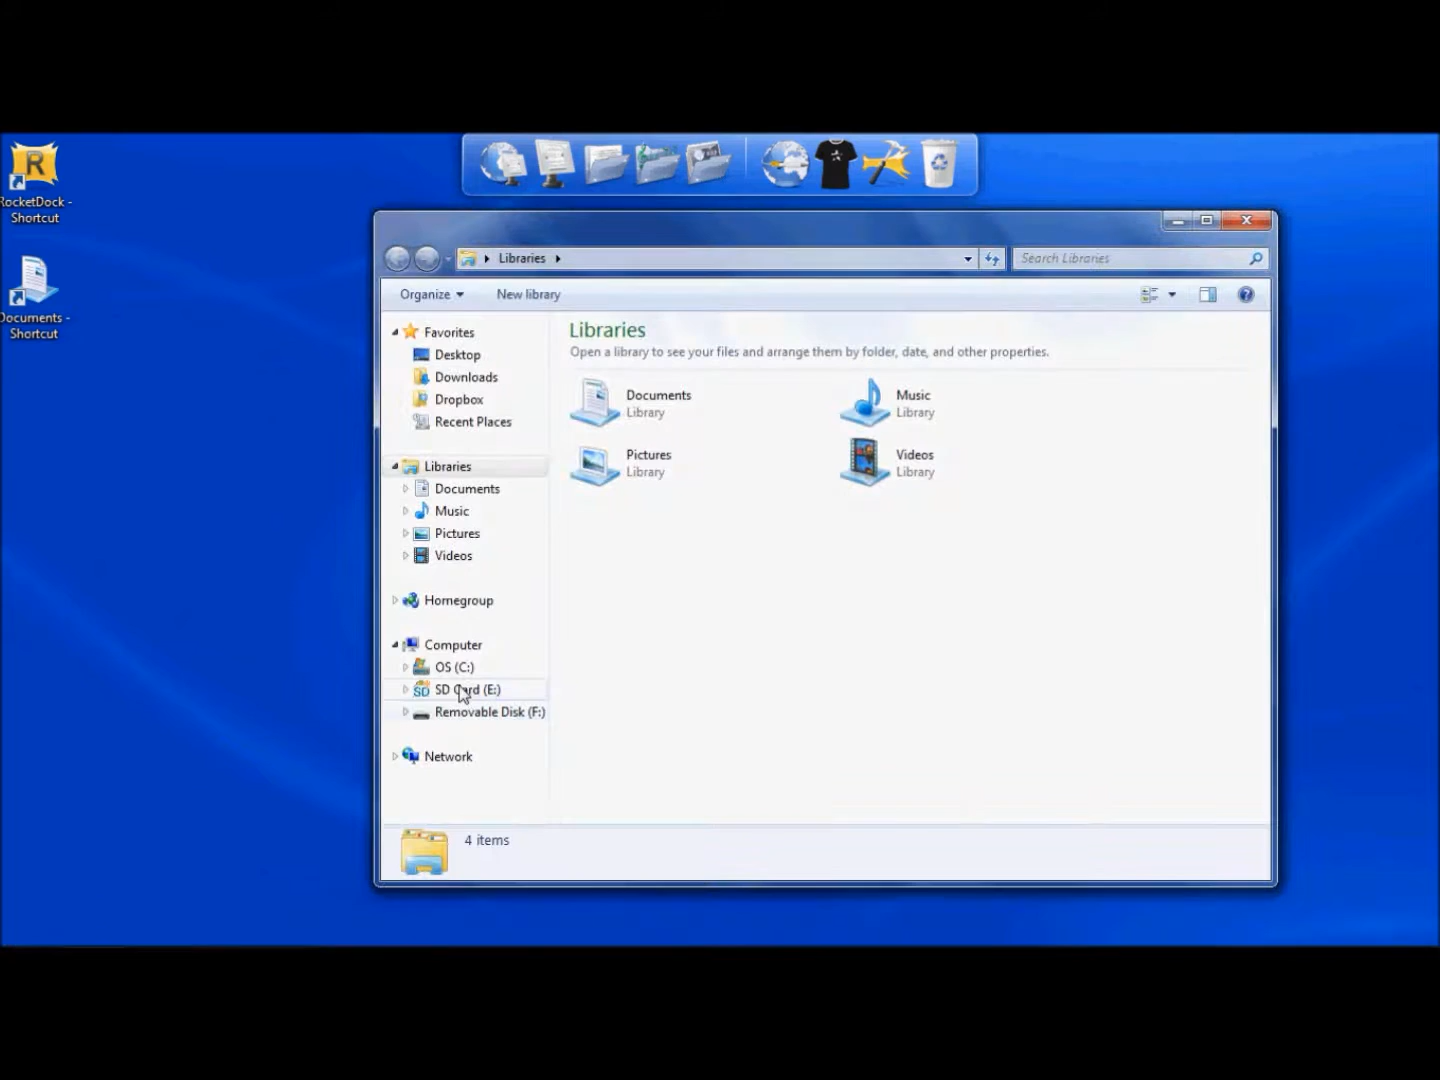 RocketDock -
Shortcut
Documents -
Shortcut
Libraries
Search Libraries
Organize
New library
Favorites
Desktop
Downloads
Dropbox
Recent Places
Libraries
Documents
Music
Pictures
Videos
Homegroup
Computer
OS (C:)
SD Card (E:)
Removable Disk (F:)
Network
Libraries
Open a library to see your files and arrange them by folder, date, and other properties.
Documents
Library
Music
Library
Pictures
Library
Videos
Library
4 items